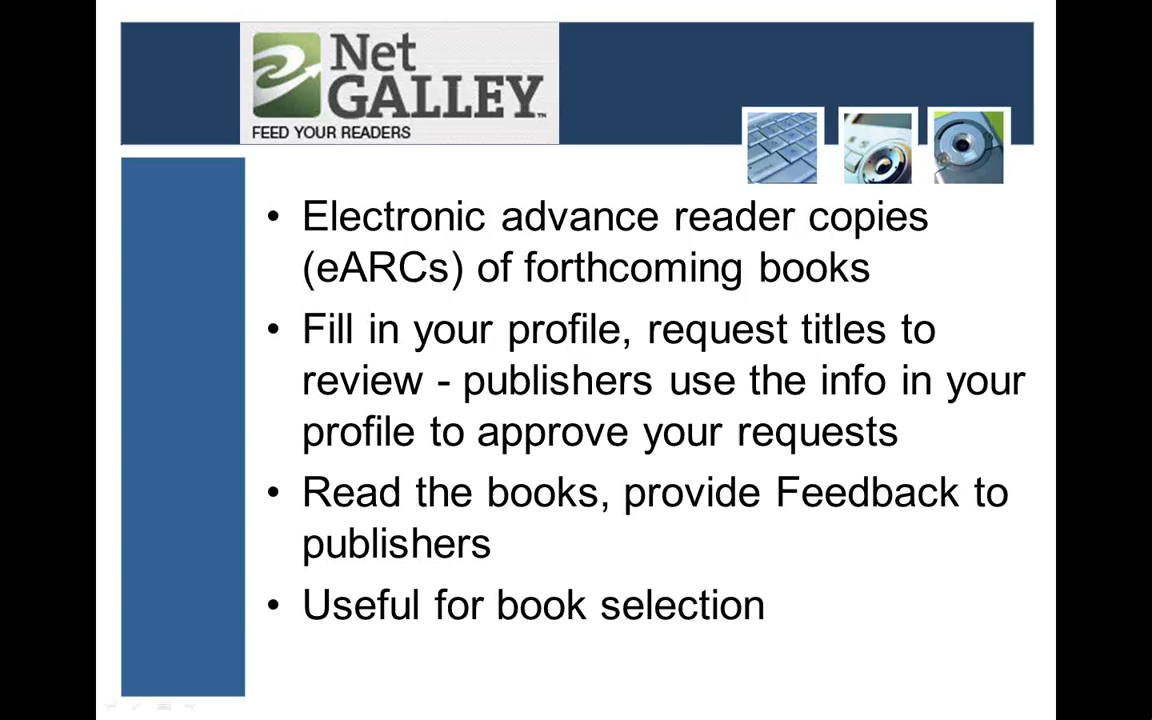 Net
GALLEY™
FEED YOUR READERS
• Electronic advance reader copies
(eARCs) of forthcoming books
• Fill in your profile, request titles to
review - publishers use the info in your
profile to approve your requests
• Read the books, provide Feedback to
publishers
• Useful for book selection